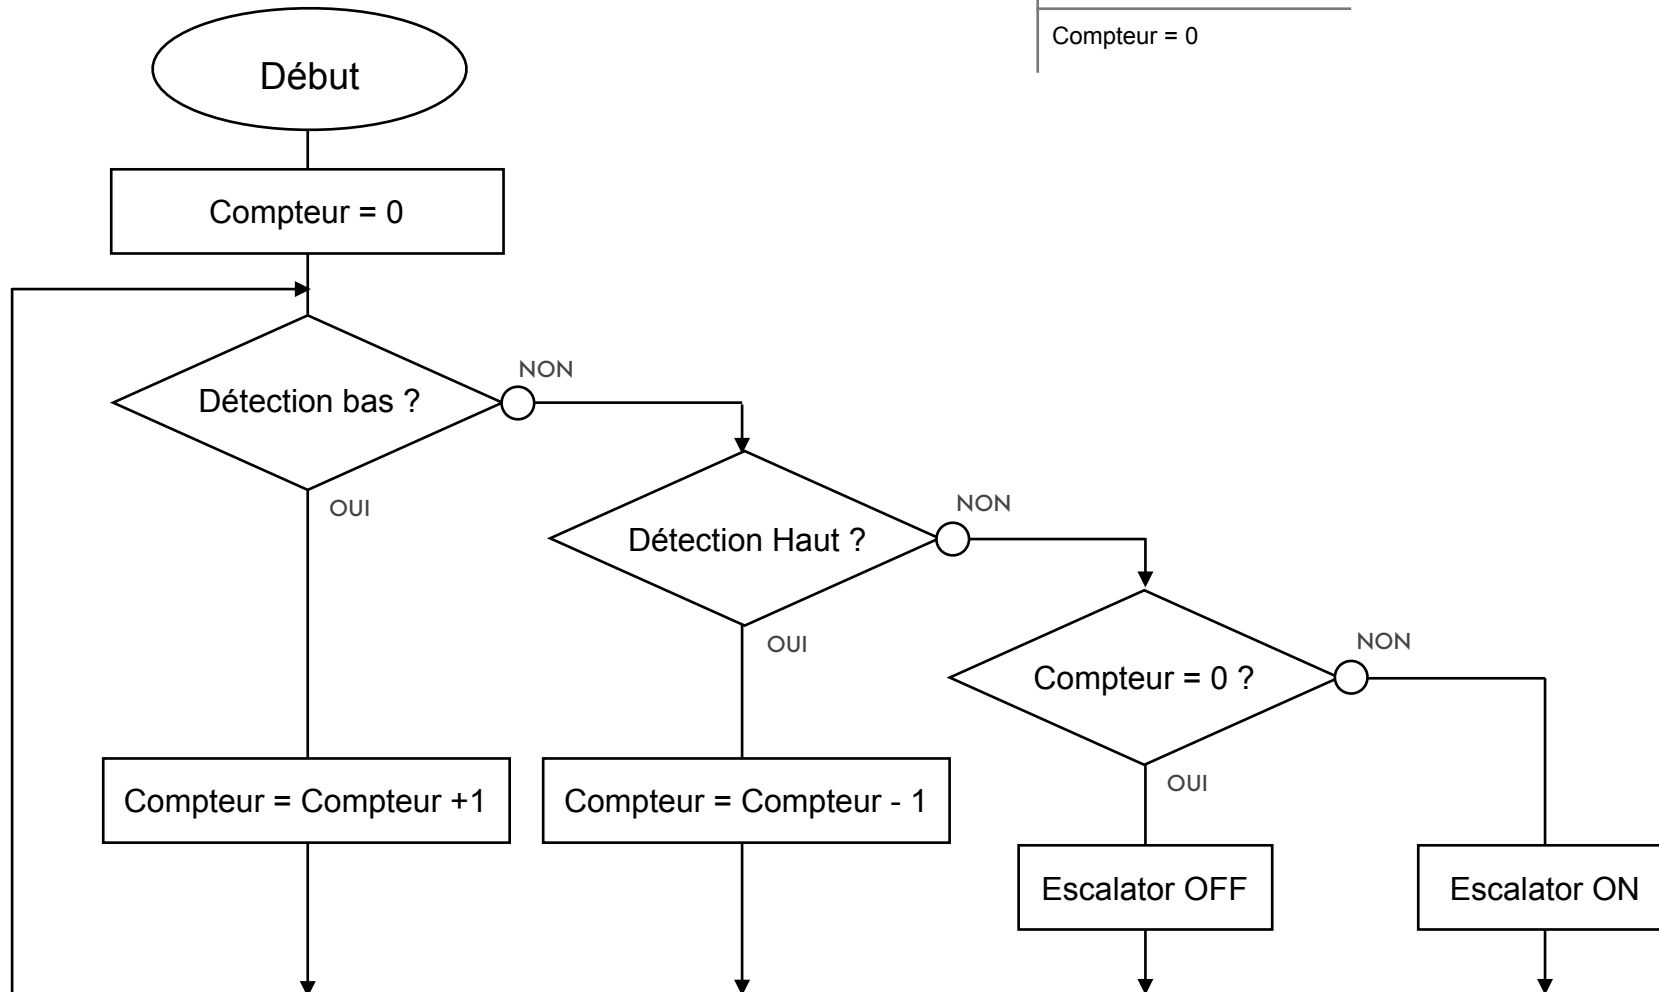 Compteur = 0
Début
Compteur = 0
Détection bas ?
NON
OUI
Détection Haut ?
NON
OUI
Compteur = 0 ?
NON
OUI
Compteur = Compteur +1
Compteur = Compteur - 1
Escalator OFF
Escalator ON